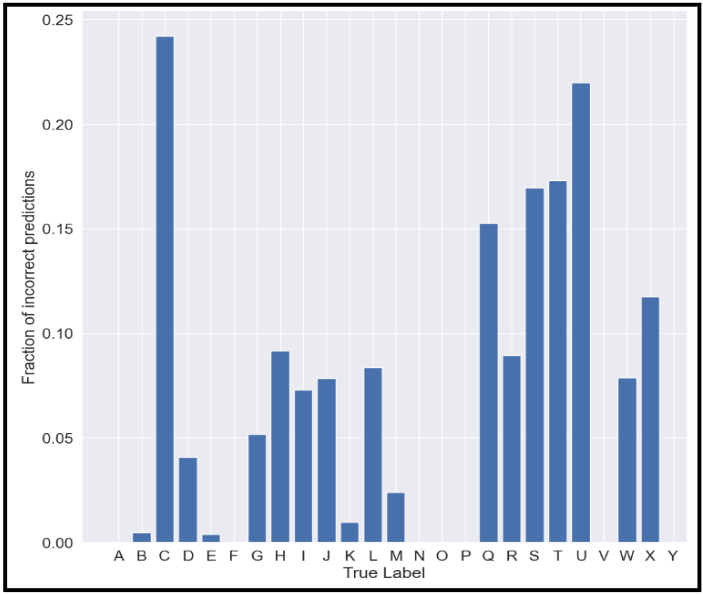 Fraction of incorrect predictions
0.25
0.20
0.15
0.10
0.05
0.00
A B C D E F G H I J K L M N O P Q R S T U V W X Y
True Label